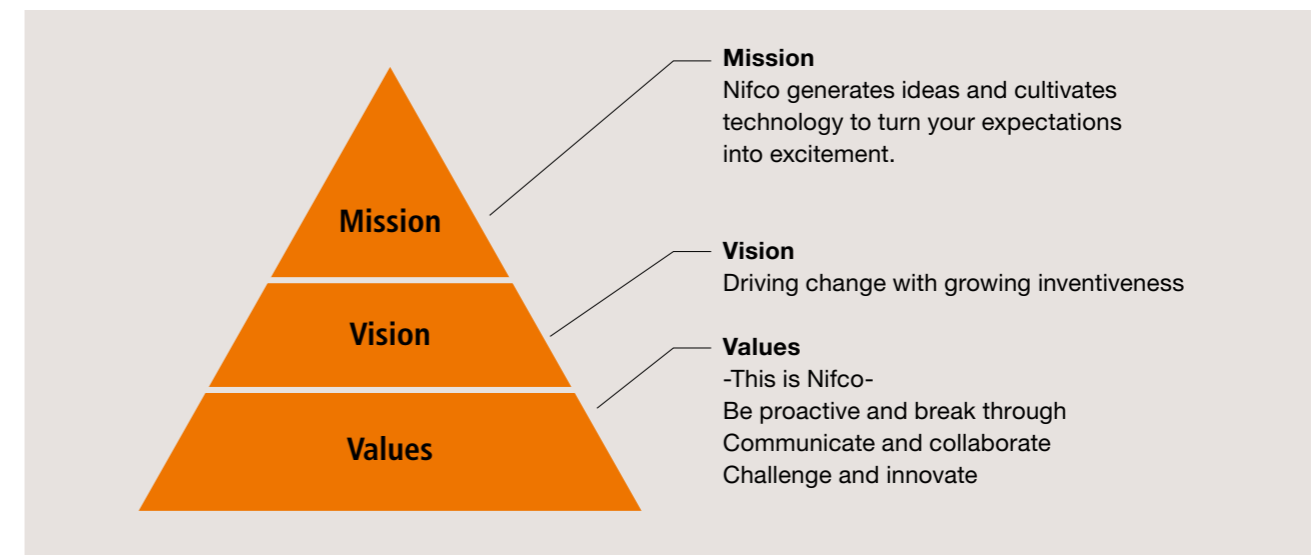 Mission
Nifco generates ideas and cultivates
technology to turn your expectations
into excitement.
Mission
Vision
Driving change with growing inventiveness
Vision
Values
-This is Nifco-
Be proactive and break through
Communicate and collaborate
Challenge and innovate
Values